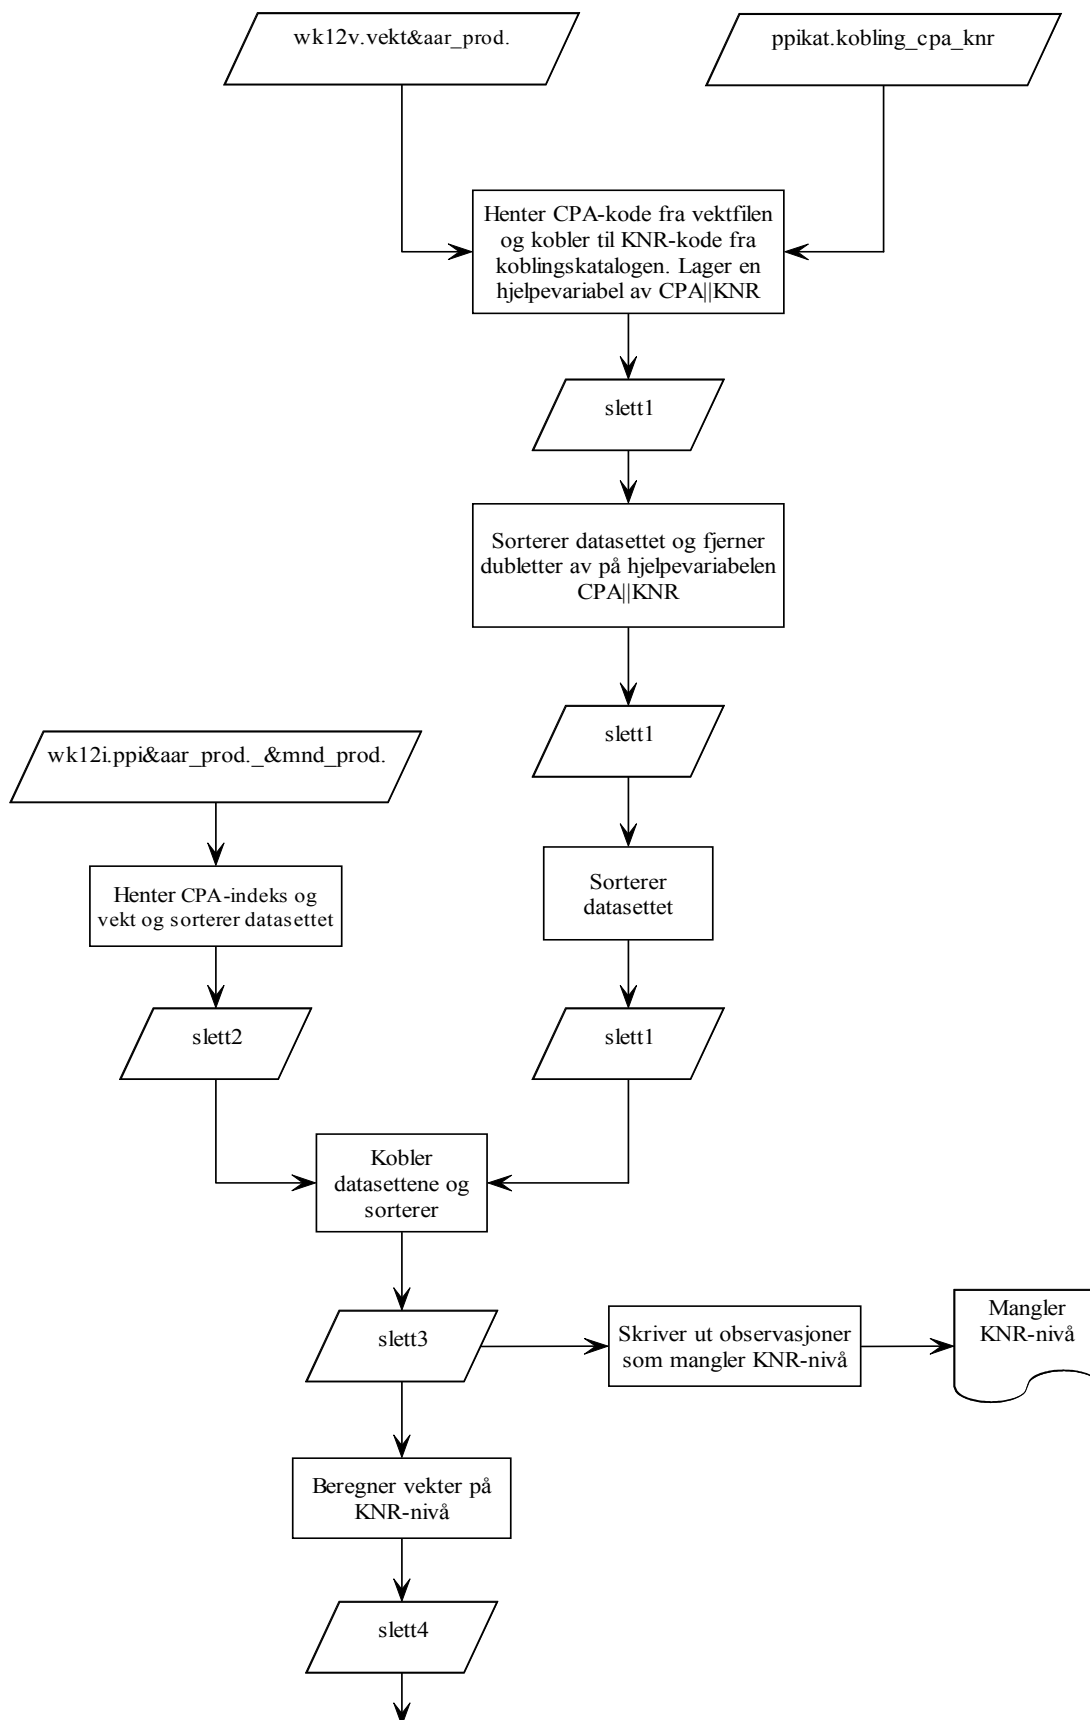 wk12v.vekt&aar_prod.
ppikat.kobling_cpa_knr
Henter CPA-kode fra vektfilen
og kobler til KNR-kode fra
koblingskatalogen. Lager en
hjelpevariabel av CPA||KNR
slett1
Sorterer datasettet og fjerner
dubletter av på hjelpevariabelen
CPA||KNR
slett1
wk12i.ppi&aar_prod._&mnd_prod.
Henter CPA-indeks og
vekt og sorterer datasettet
Sorterer
datasettet
slett2
slett1
Kobler
datasettene og
sorterer
slett3
Skriver ut observasjoner
som mangler KNR-nivå
Mangler
KNR-nivå
Beregner vekter på
KNR-nivå
slett4